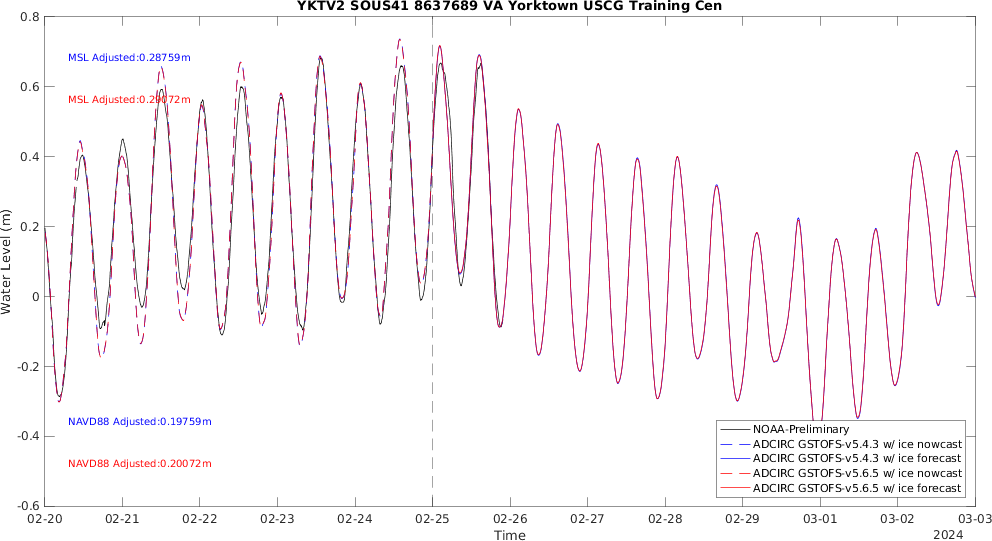 YKTV2 SOUS41 8637689 VA Yorktown USCG Training Cen
MSL Adjusted:0.28759m
MSL Adjusted:0.29072m
NAVD88 Adjusted:0.19759m
NAVD88 Adjusted:0.20072m
Water Level (m)
0.8
0.6
0.4
0.2
0
-0.2
-0.4
-0.6
NOAA-Preliminary
ADCIRC GSTOFS-v5.4.3 w/ ice nowcast
ADCIRC GSTOFS-v5.4.3 w/ ice forecast
ADCIRC GSTOFS-v5.6.5 w/ ice nowcast
ADCIRC GSTOFS-v5.6.5 w/ ice forecast
02-20 02-21 02-22 02-23 02-24 02-25 02-26 02-27 02-28 02-29 03-01 03-02 03-03
Time
2024